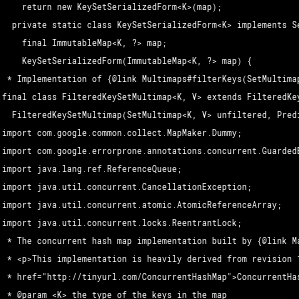 return new KeySetSerializedForm<K>(map);
private static class KeySetSerializedForm<K> implements Se
final ImmutableMap<K, ?> map;
KeySetSerializedForm(ImmutableMap<K, ?> map) {
* Implementation of {@link Multimaps#filterKeys(SetMultimap
final class FilteredKeySetMultimap<K, V> extends FilteredKey
FilteredKeySetMultimap(SetMultimap<K, V> unfiltered, Predi
import com.google.common.collect.MapMaker.Dummy;
import com.google.errorprone.annotations.concurrent.GuardedB
import java.lang.ref.ReferenceQueue;
import java.util.concurrent.CancellationException;
import java.util.concurrent.atomic.AtomicReferenceArray;
import java.util.concurrent.locks.ReentrantLock;
* The concurrent hash map implementation built by {@link Ma
* <p>This implementation is heavily derived from revision 1
* href="http://tinyurl.com/ConcurrentHashMap">ConcurrentHas
* @param <K> the type of the keys in the map